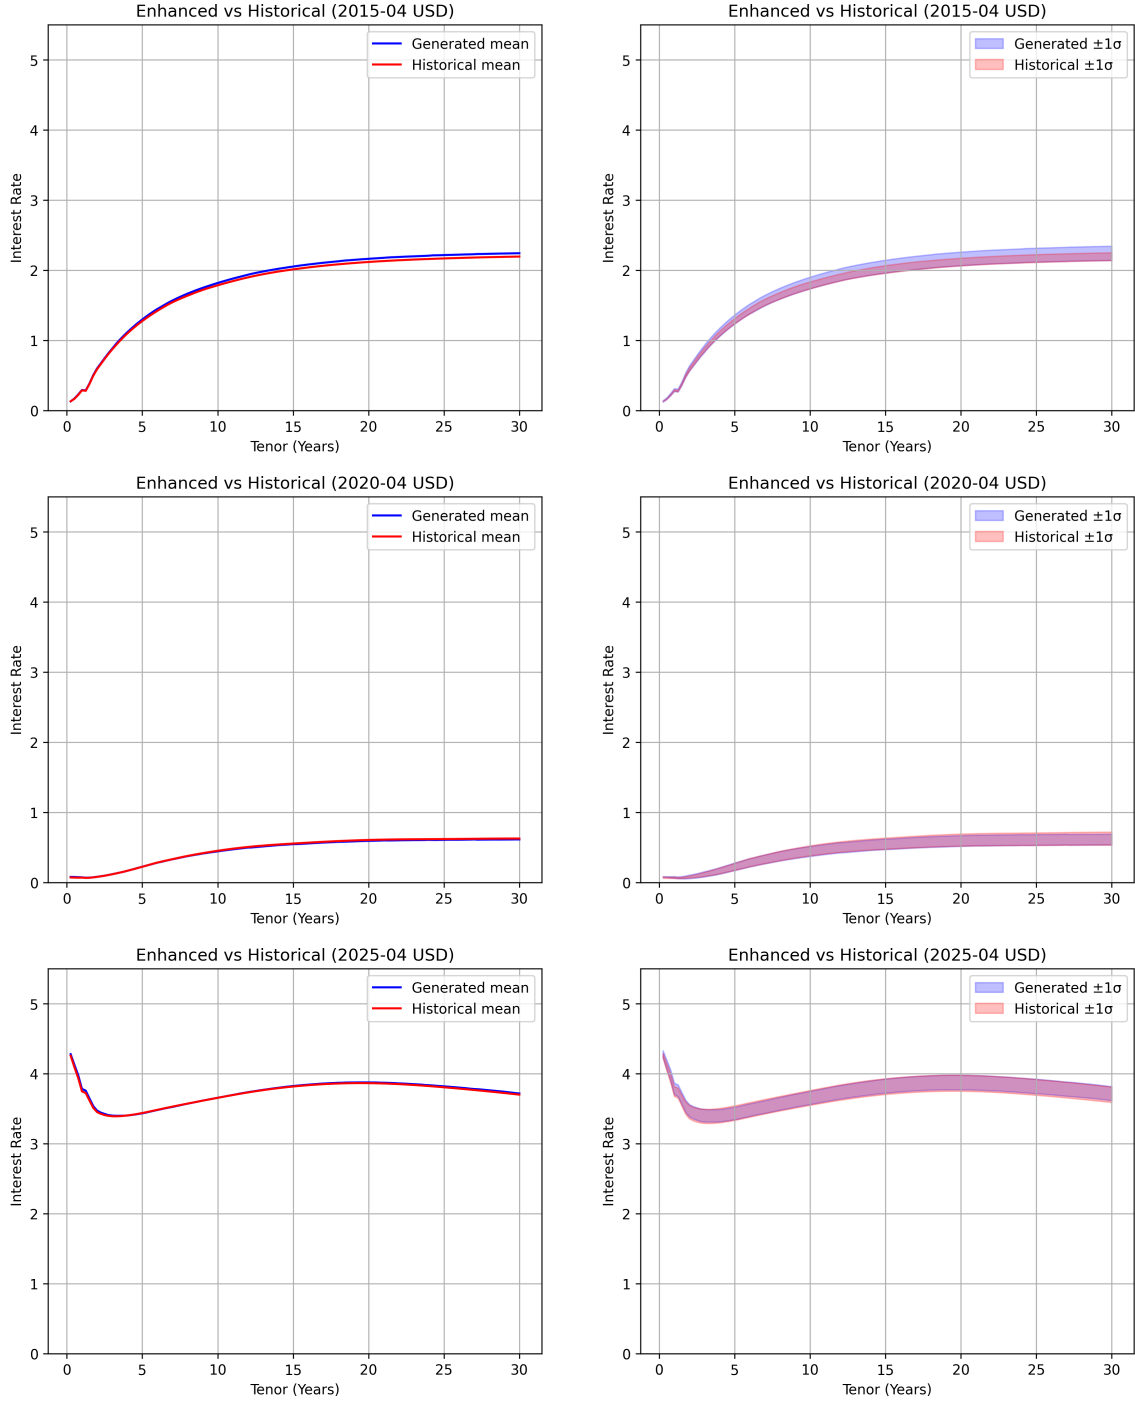 Enhanced vs Historical (2015-04 USD)
Generated mean
Historical mean
Interest Rate
5
4
3
2
1
0
0 5 10 15 20 25 30
Tenor (Years)
Enhanced vs Historical (2015-04 USD)
Generated ±1σ
Historical ±1σ
Interest Rate
5
4
3
2
1
0
0 5 10 15 20 25 30
Tenor (Years)
Enhanced vs Historical (2020-04 USD)
Generated mean
Historical mean
Interest Rate
5
4
3
2
1
0
0 5 10 15 20 25 30
Tenor (Years)
Enhanced vs Historical (2020-04 USD)
Generated ±1σ
Historical ±1σ
Interest Rate
5
4
3
2
1
0
0 5 10 15 20 25 30
Tenor (Years)
Enhanced vs Historical (2025-04 USD)
Generated mean
Historical mean
Interest Rate
5
4
3
2
1
0
0 5 10 15 20 25 30
Tenor (Years)
Enhanced vs Historical (2025-04 USD)
Generated ±1σ
Historical ±1σ
Interest Rate
5
4
3
2
1
0
0 5 10 15 20 25 30
Tenor (Years)